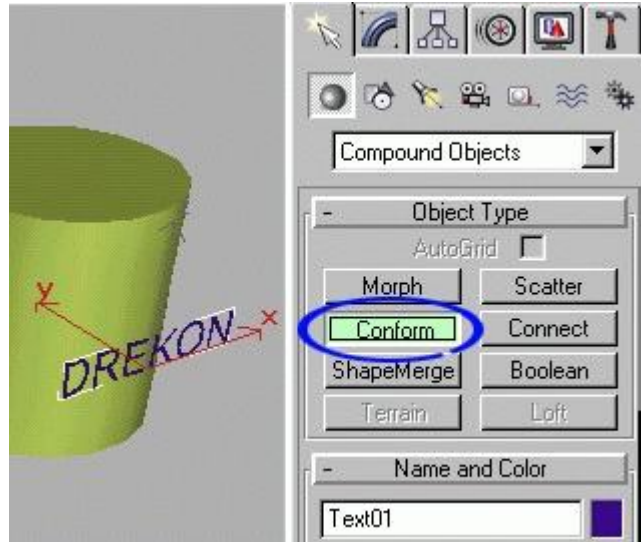 Compound Objects
- Object Type
AutoGrid
Morph Scatter
Conform Connect
ShapeMerge Boolean
Terrain Loft
- Name and Color
Text01
y
x
DREKON